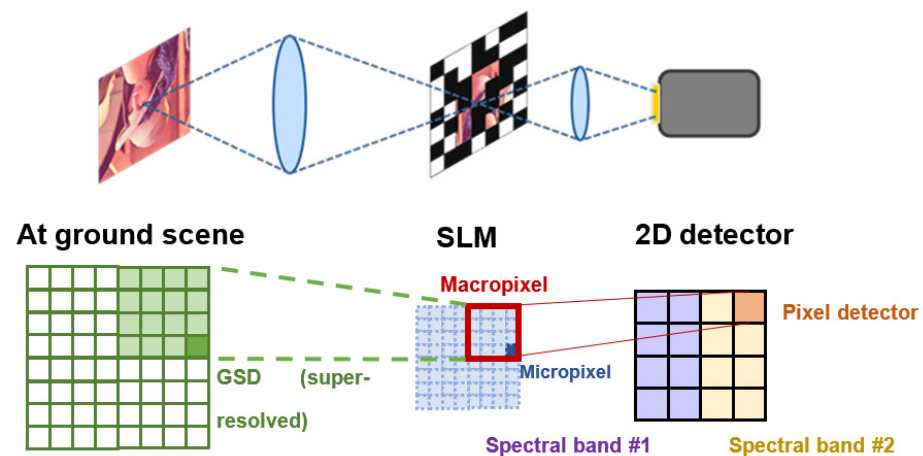 At ground scene
SLM
2D detector
Macropixel
Pixel detector
GSD (super-
resolved)
Micropixel
Spectral band #1
Spectral band #2